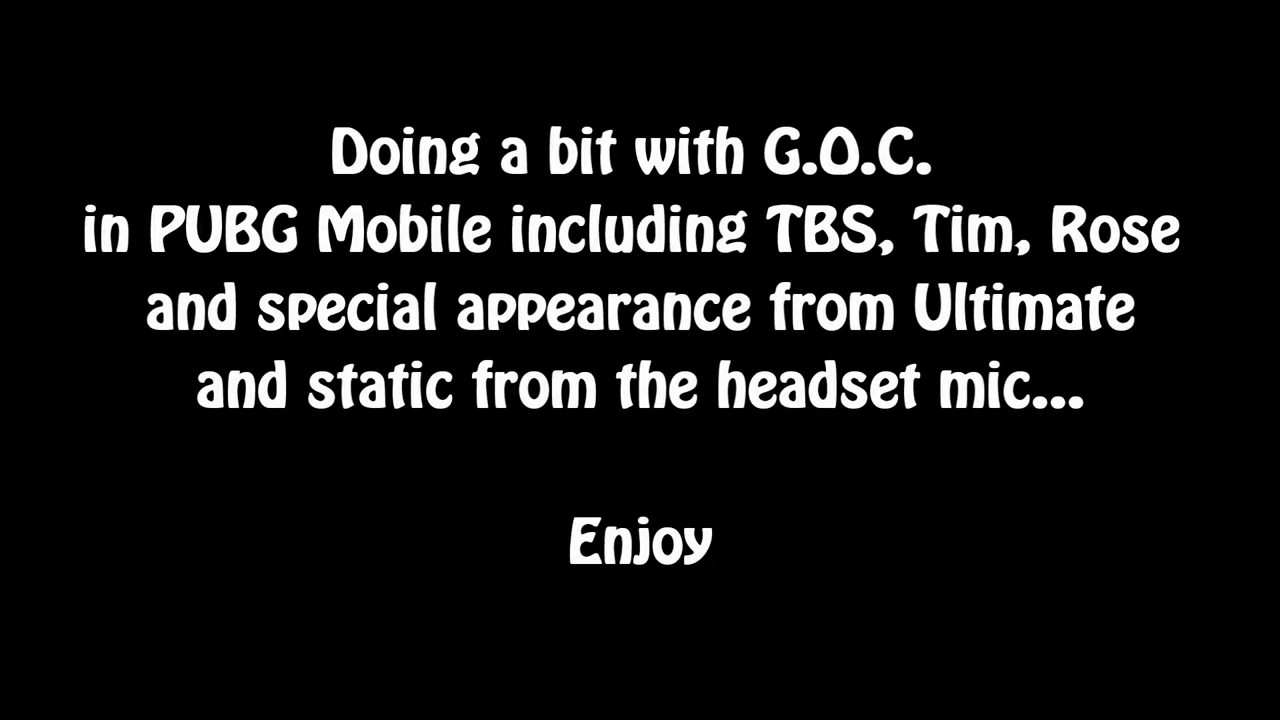 Doing a bit with G.O.C.
in PUBG Mobile including TBS, Tim, Rose
and special appearance from Ultimate
and static from the headset mic...
Enjoy